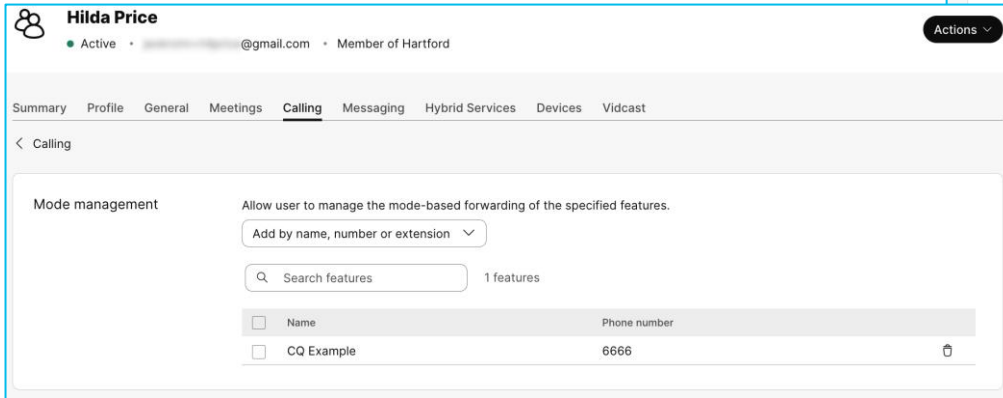 Hilda Price
Active • @gmail.com • Member of Hartford
Actions
Summary Profile General Meetings Calling Messaging Hybrid Services Devices Vidcast
Calling
Mode management
Allow user to manage the mode-based forwarding of the specified features.
Add by name, number or extension
Search features
1 features
Name Phone number
CQ Example 6666